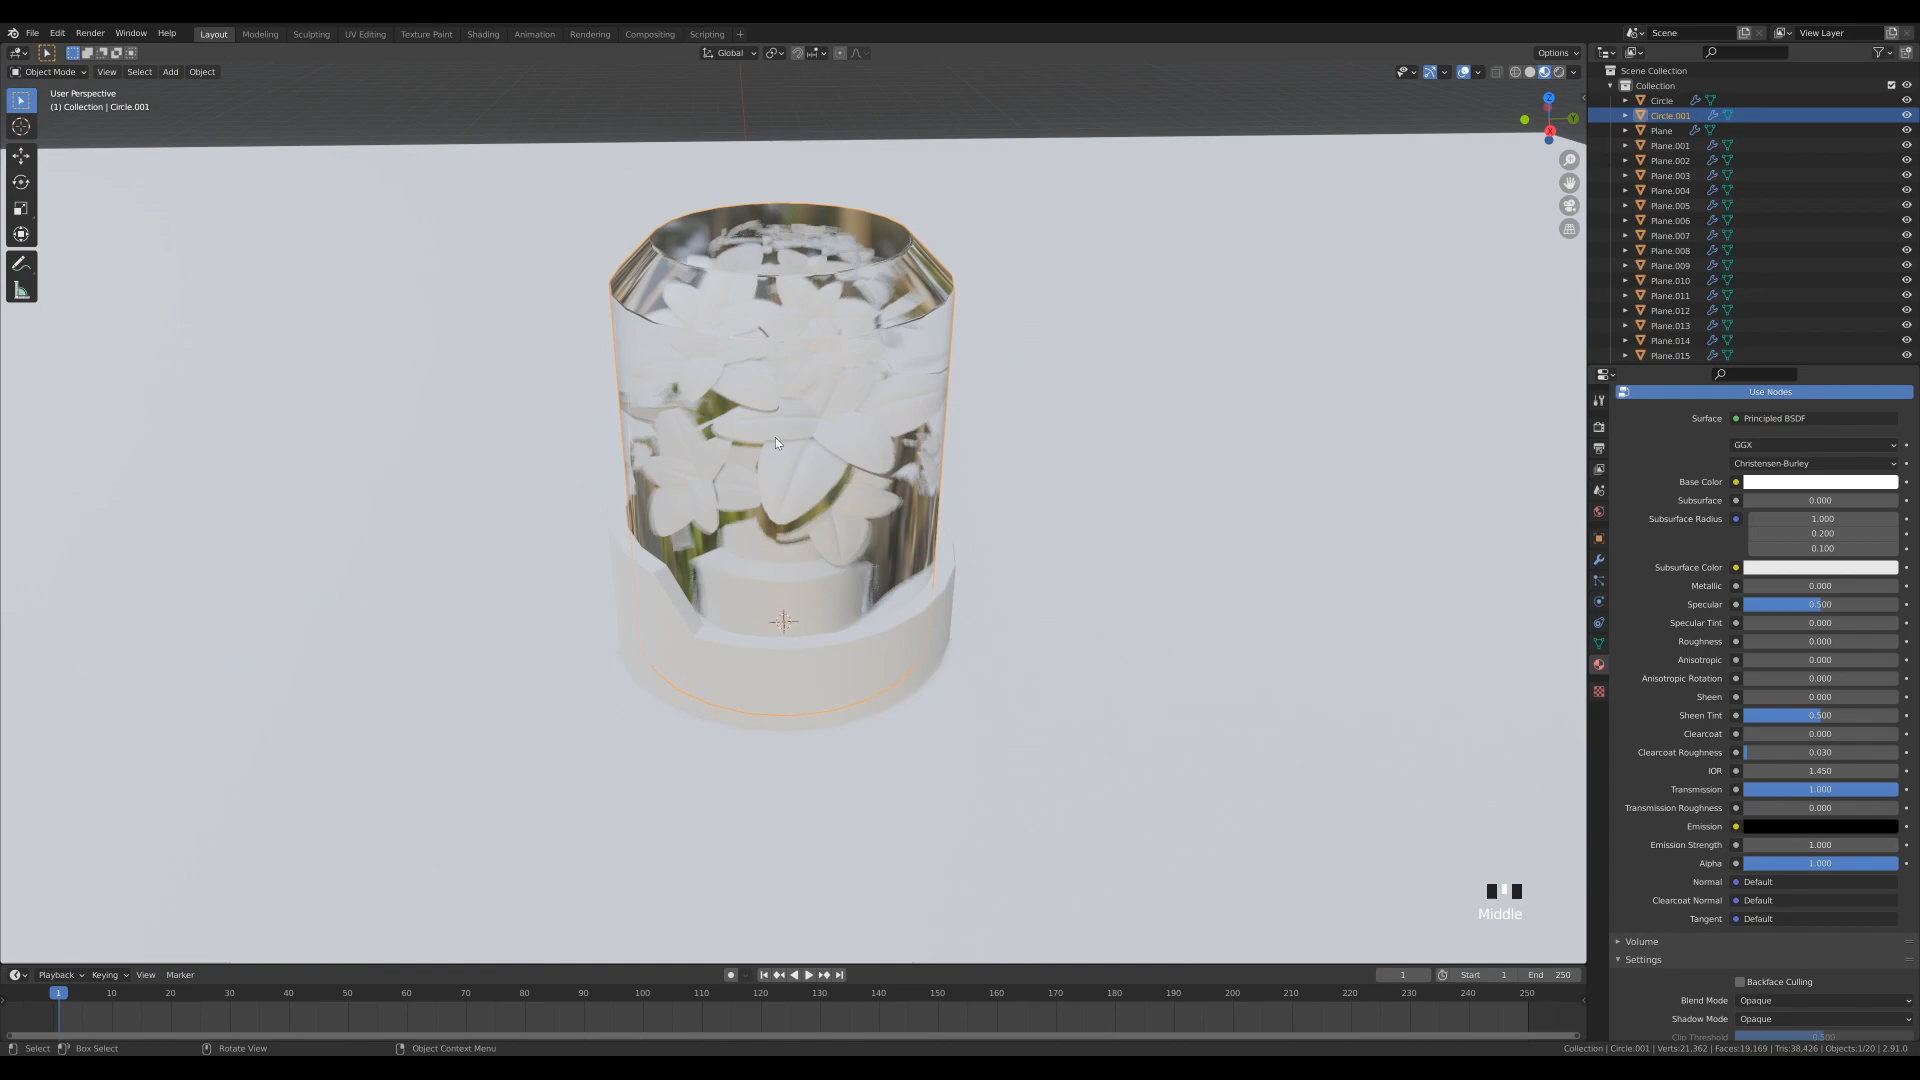 File Edit Render Window Help Layout Modeling Sculpting UV Editing Texture Paint Shading Animation Rendering Compositing Scripting + Scene View Layer
Global Options
Object Mode View Select Add Object
User Perspective
(1) Collection | Circle.001
Z
Y
X
Scene Collection
Collection
Circle
Circle.001
Plane
Plane.001
Plane.002
Plane.003
Plane.004
Plane.005
Plane.006
Plane.007
Plane.008
Plane.009
Plane.010
Plane.011
Plane.012
Plane.013
Plane.014
Plane.015
Use Nodes
Surface Principled BSDF
GGX
Christensen-Burley
Base Color
Subsurface 0.000
Subsurface Radius 1.000
0.200
0.100
Subsurface Color
Metallic 0.000
Specular 0.500
Specular Tint 0.000
Roughness 0.000
Anisotropic 0.000
Anisotropic Rotation 0.000
Sheen 0.000
Sheen Tint 0.500
Clearcoat 0.000
Clearcoat Roughness 0.030
IOR 1.450
Transmission 1.000
Transmission Roughness 0.000
Emission
Emission Strength 1.000
Alpha 1.000
Normal Default
Clearcoat Normal Default
Tangent Default
Volume
Settings
Backface Culling
Blend Mode Opaque
Shadow Mode Opaque
Clip Threshold 0.500
Middle
Playback Keying View Marker 1 Start 1 End 250
1 10 20 30 40 50 60 70 80 90 100 110 120 130 140 150 160 170 180 190 200 210 220 230 240 250
Select Box Select Rotate View Object Context Menu Collection | Circle.001 | Verts:21,362 | Faces:19,169 | Tris:38,426 | Objects:1/20 | 2.91.0